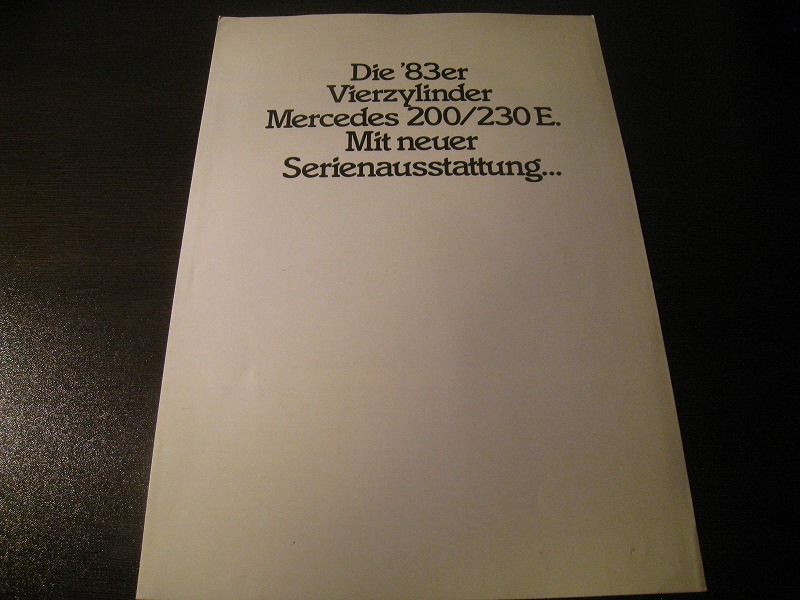 Die '83er
Vierzylinder
Mercedes 200/230 E.
Mit neuer
Serienausstattung...